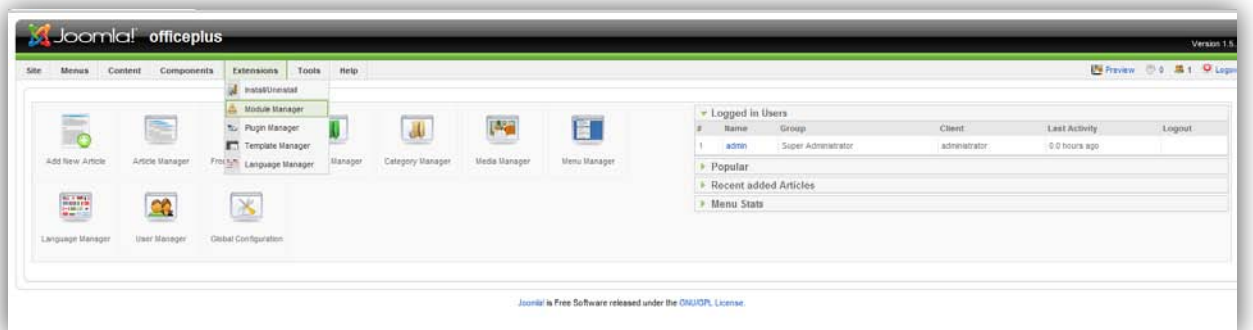 Joomla! officeplus
Version 1.5.
Site Menus Content Components Extensions Tools Help Preview 0 1
Install/Uninstall
Module Manager
Plugin Manager
Template Manager
Language Manager
Add New Article Article Manager Manager Category Manager Media Manager Menu Manager
Language Manager User Manager Global Configuration
Logged in Users
# Name Group Client Last Activity Logout
1 admin Super Administrator administrator 0.0 hours ago
Popular
Recent added Articles
Menu Stats
Joomla! is Free Software released under the GNU/GPL License.